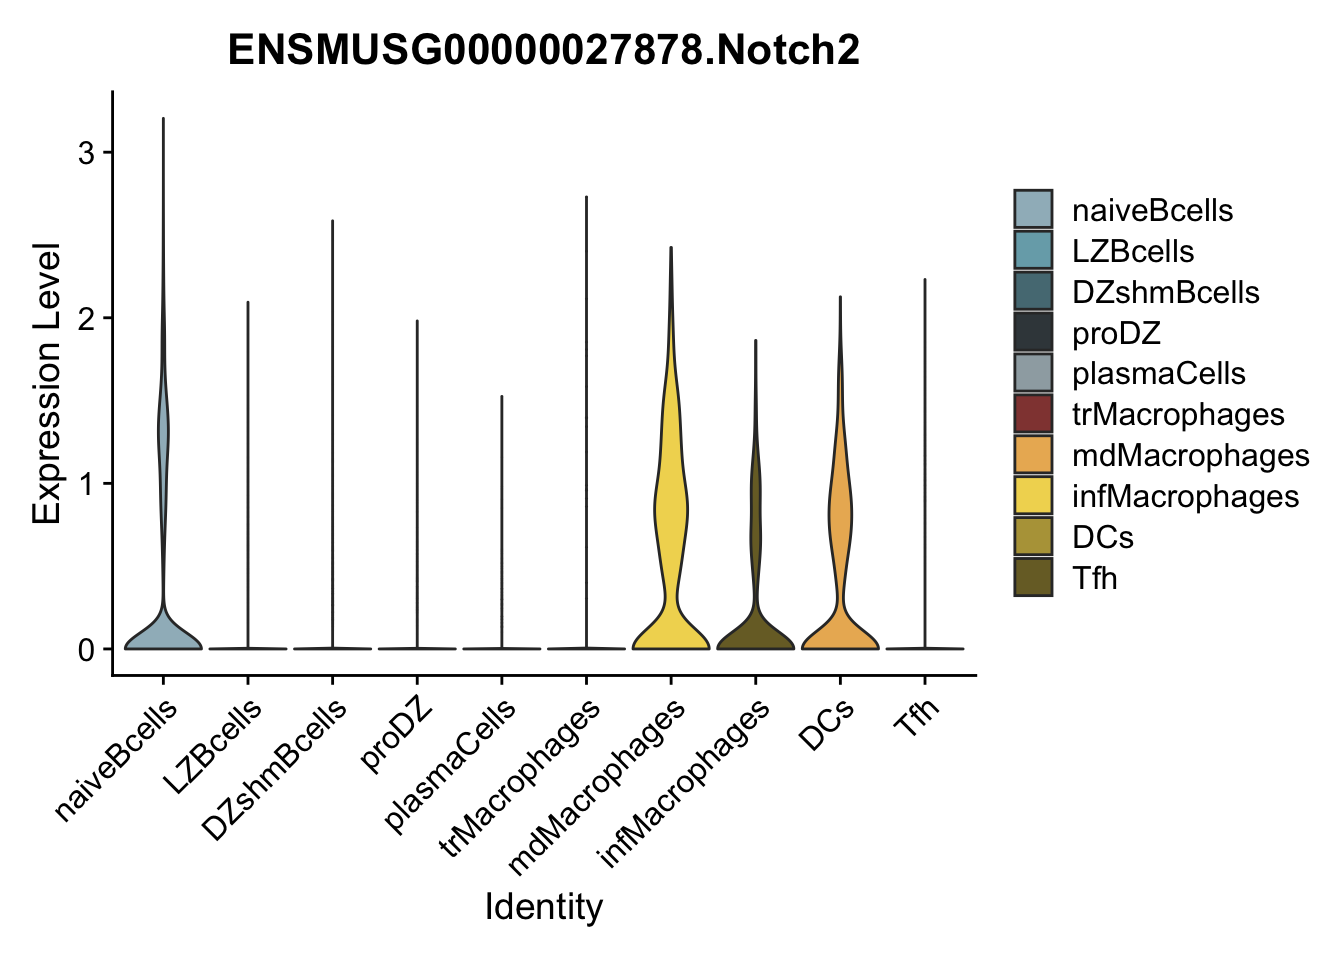 ENSMUSG00000027878.Notch2
Expression Level
3
2
1
0
naiveBcells
LZBcells
DZshmBcells
proDZ
plasmaCells
trMacrophages
mdMacrophages
infMacrophages
DCs
Tfh
Identity
naiveBcells
LZBcells
DZshmBcells
proDZ
plasmaCells
trMacrophages
mdMacrophages
infMacrophages
DCs
Tfh